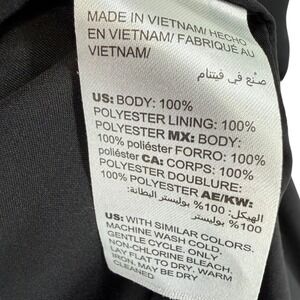 MADE IN VIETNAM/ HECHO
EN VIETNAM/ FABRIQUÉ AU
VIETNAM/
صنع في فيتنام
US: BODY: 100%
POLYESTER LINING: 100%
POLYESTER MX: BODY:
100% poliéster FORRO: 100%
poliéster CA: CORPS: 100%
POLYESTER DOUBLURE:
100% POLYESTER AE/KW:
الهيكل: 100% بوليستر البطانة:
100% بوليستر
US: WITH SIMILAR COLORS.
MACHINE WASH COLD
GENTLE CYCLE. ONLY
NON-CHLORINE BLEACH.
LAY FLAT TO DRY. WARM
IRON. MAY BE DRY
CLEANED.